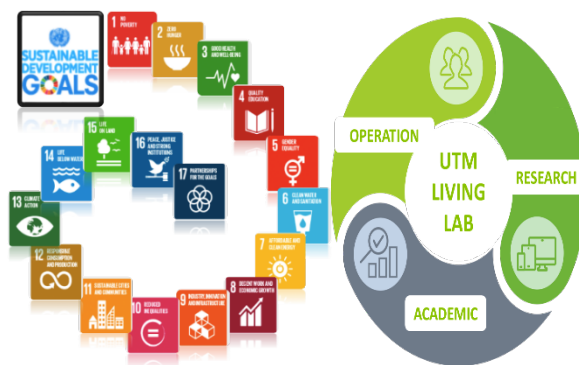 SUSTAINABLE
DEVELOPMENT
GOALS
1 NO
POVERTY
2 ZERO
HUNGER
3 GOOD HEALTH
AND WELL-BEING
4 QUALITY
EDUCATION
5 GENDER
EQUALITY
6 CLEAN WATER
AND SANITATION
7 AFFORDABLE AND
CLEAN ENERGY
8 DECENT WORK AND
ECONOMIC GROWTH
9 INDUSTRY, INNOVATION
AND INFRASTRUCTURE
10 REDUCED
INEQUALITIES
11 SUSTAINABLE CITIES
AND COMMUNITIES
12 RESPONSIBLE
CONSUMPTION
AND PRODUCTION
13 CLIMATE
ACTION
14 LIFE
BELOW WATER
15 LIFE
ON LAND
16 PEACE, JUSTICE
AND STRONG
INSTITUTIONS
17 PARTNERSHIPS
FOR THE GOALS
OPERATION
UTM
LIVING
LAB
RESEARCH
ACADEMIC